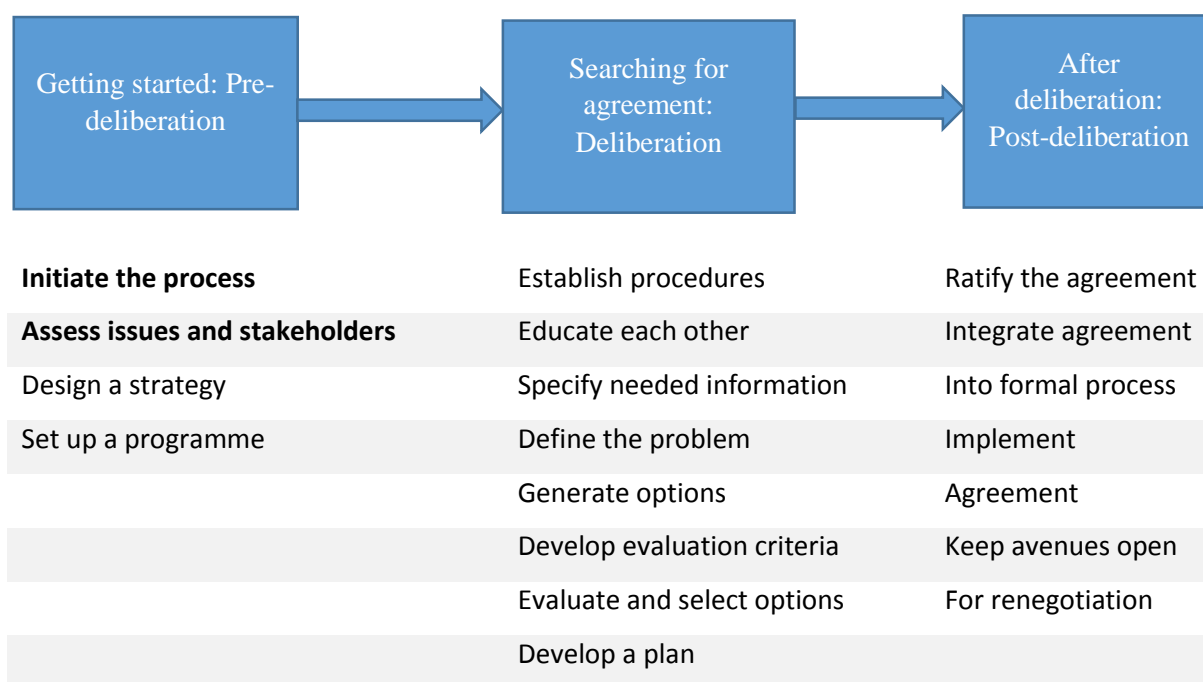 Getting started: Pre-
deliberation
Searching for
agreement:
Deliberation
After
deliberation:
Post-deliberation
Initiate the process
Assess issues and stakeholders
Design a strategy
Set up a programme
Establish procedures
Educate each other
Specify needed information
Define the problem
Generate options
Develop evaluation criteria
Evaluate and select options
Develop a plan
Ratify the agreement
Integrate agreement
Into formal process
Implement
Agreement
Keep avenues open
For renegotiation